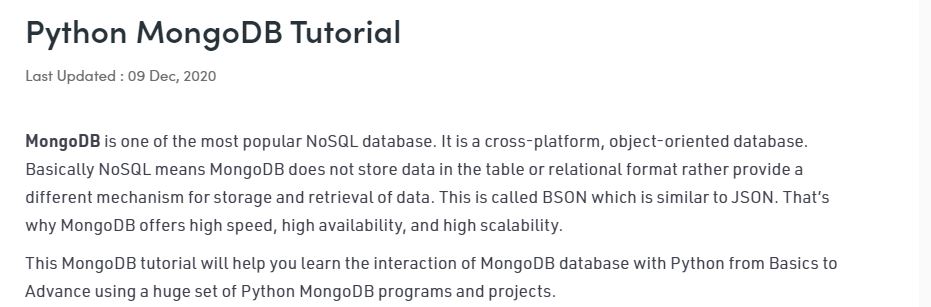 Python MongoDB Tutorial
Last Updated : 09 Dec, 2020
MongoDB is one of the most popular NoSQL database. It is a cross-platform, object-oriented database.
Basically NoSQL means MongoDB does not store data in the table or relational format rather provide a
different mechanism for storage and retrieval of data. This is called BSON which is similar to JSON. That’s
why MongoDB offers high speed, high availability, and high scalability.
This MongoDB tutorial will help you learn the interaction of MongoDB database with Python from Basics to
Advance using a huge set of Python MongoDB programs and projects.